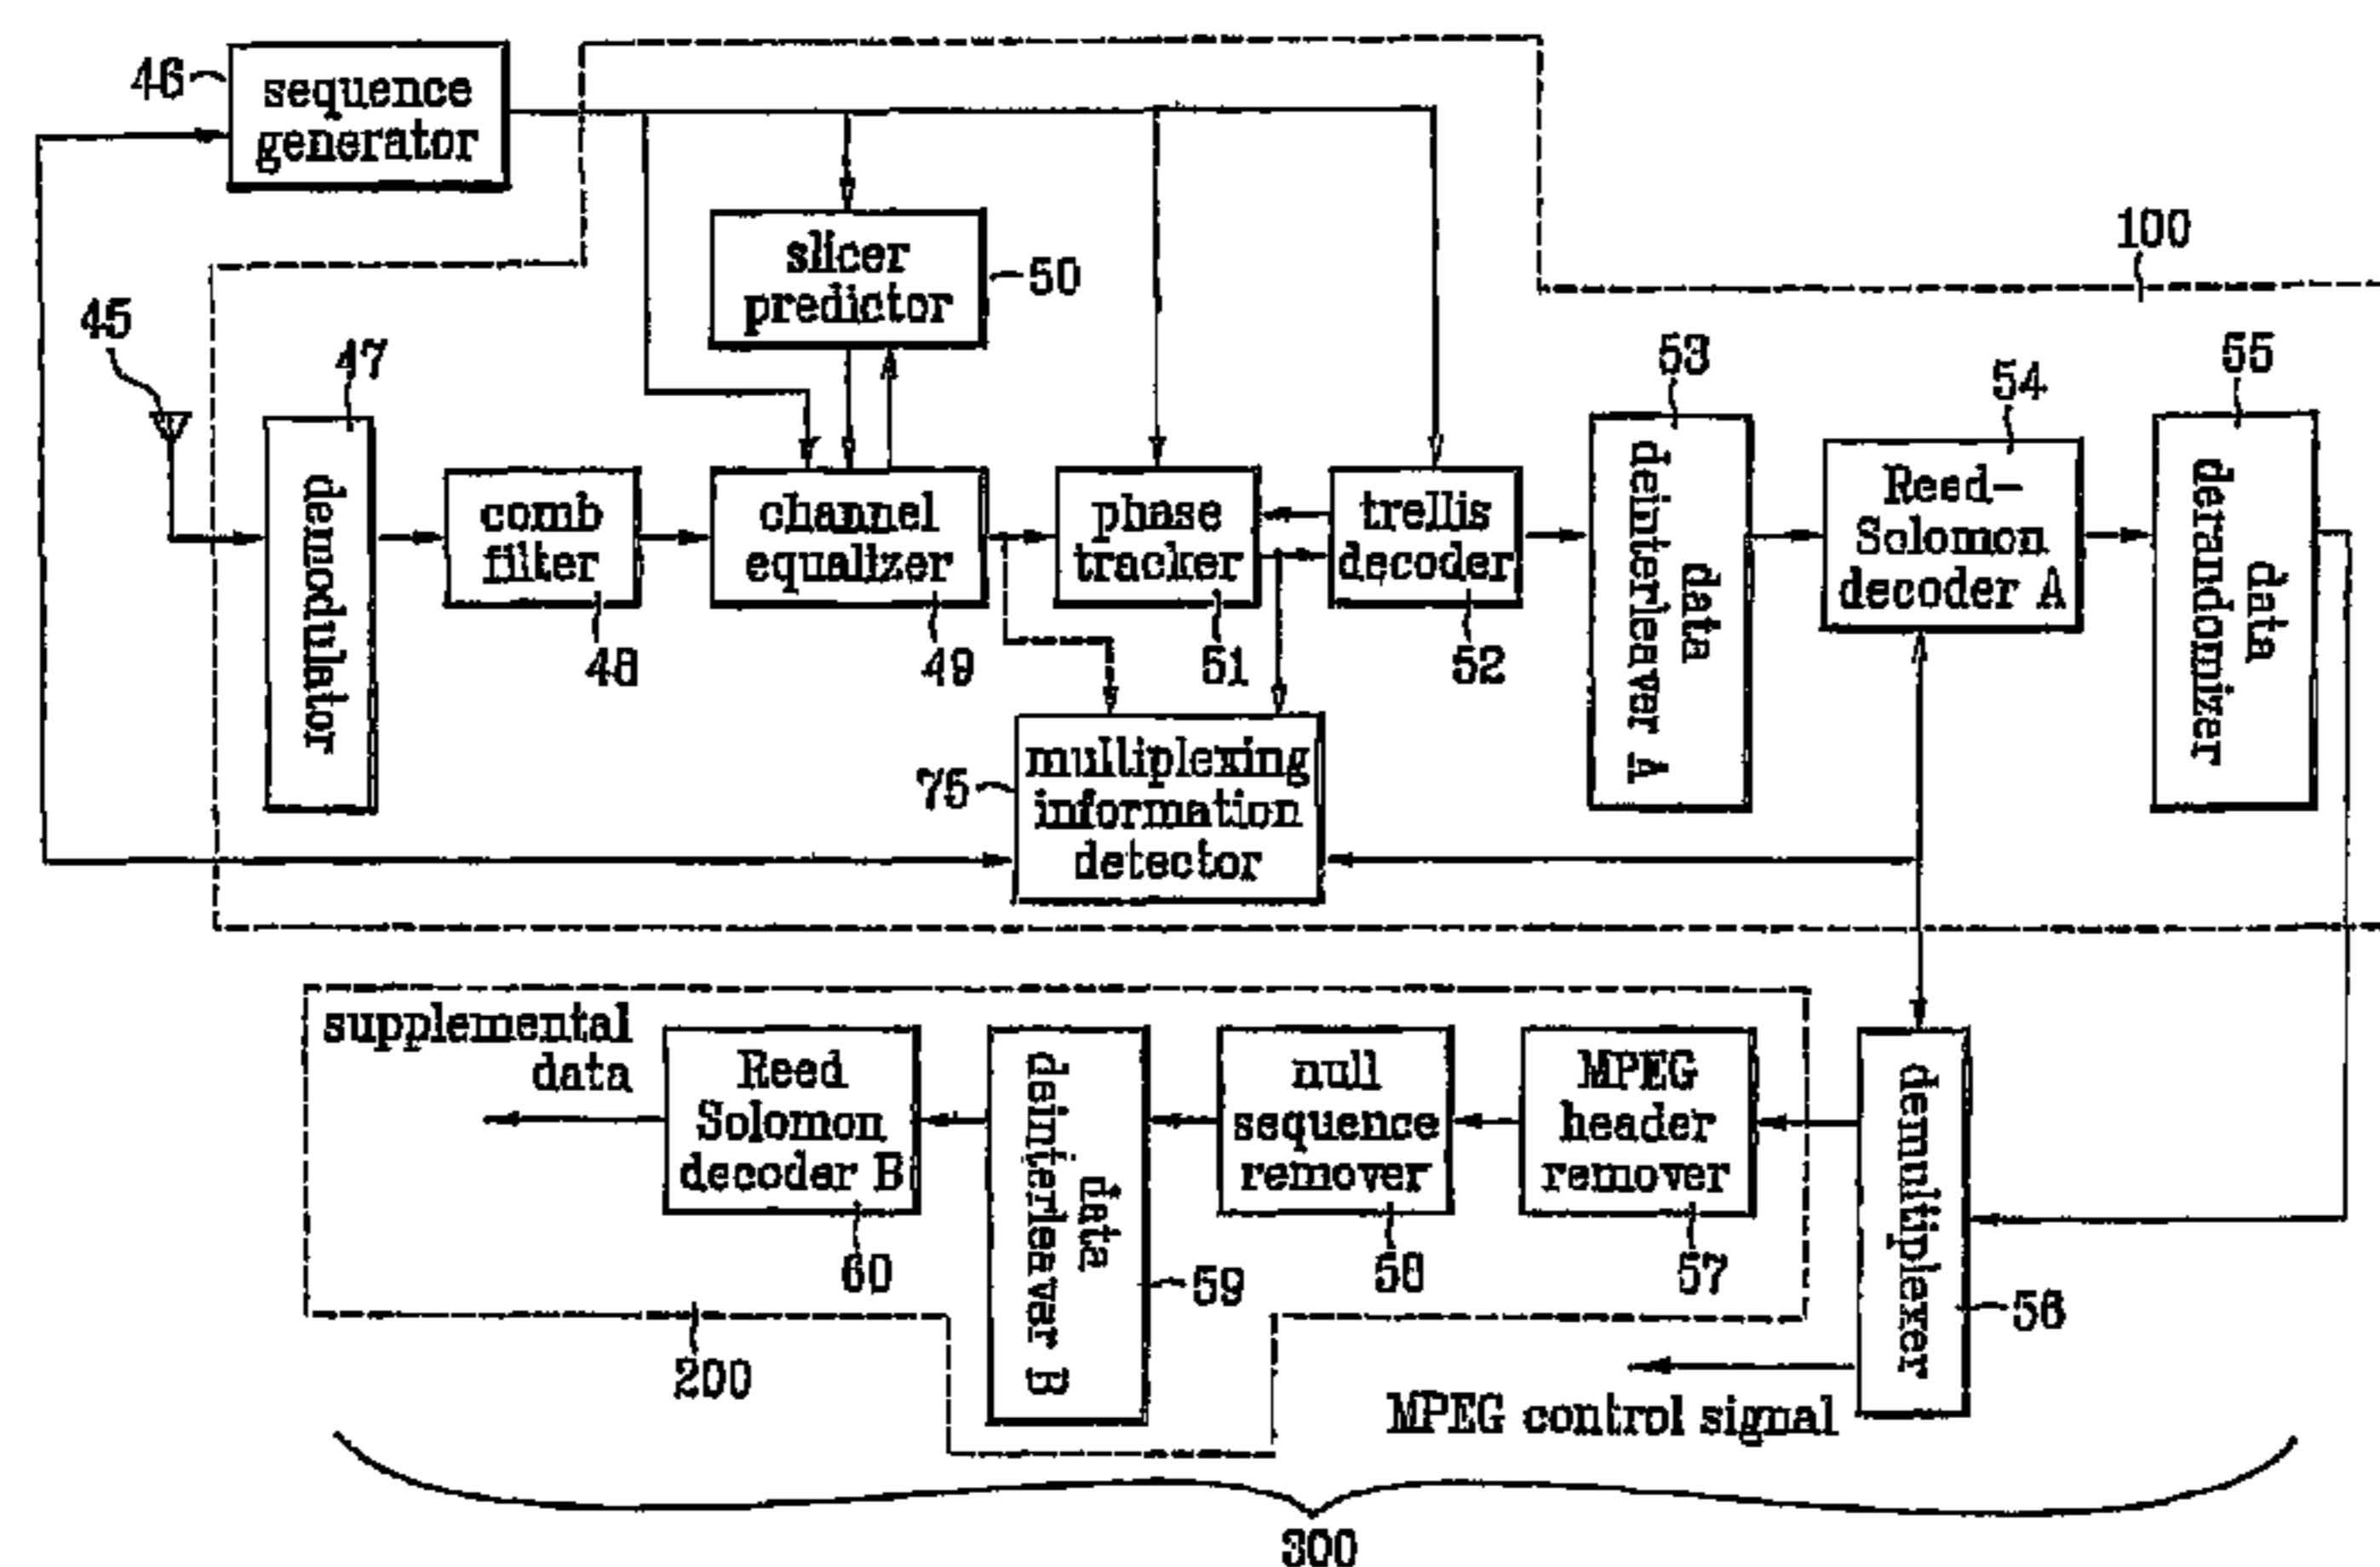 46
sequence
generator
100
slicer
predictor
50
45
47
53
54
55
demodulator
comb
filter
48
channel
equalizer
49
phase
tracker
51
trellis
decoder
52
data
deinterleaver A
Reed-
Solomon
decoder A
data
derandomizer
75
multiplexing
information
detector
supplemental
data
Reed
Solomon
decoder B
60
data
deinterleaver B
59
null
sequence
remover
58
MPEG
header
remover
57
demultiplexer
56
200
MPEG control signal
300